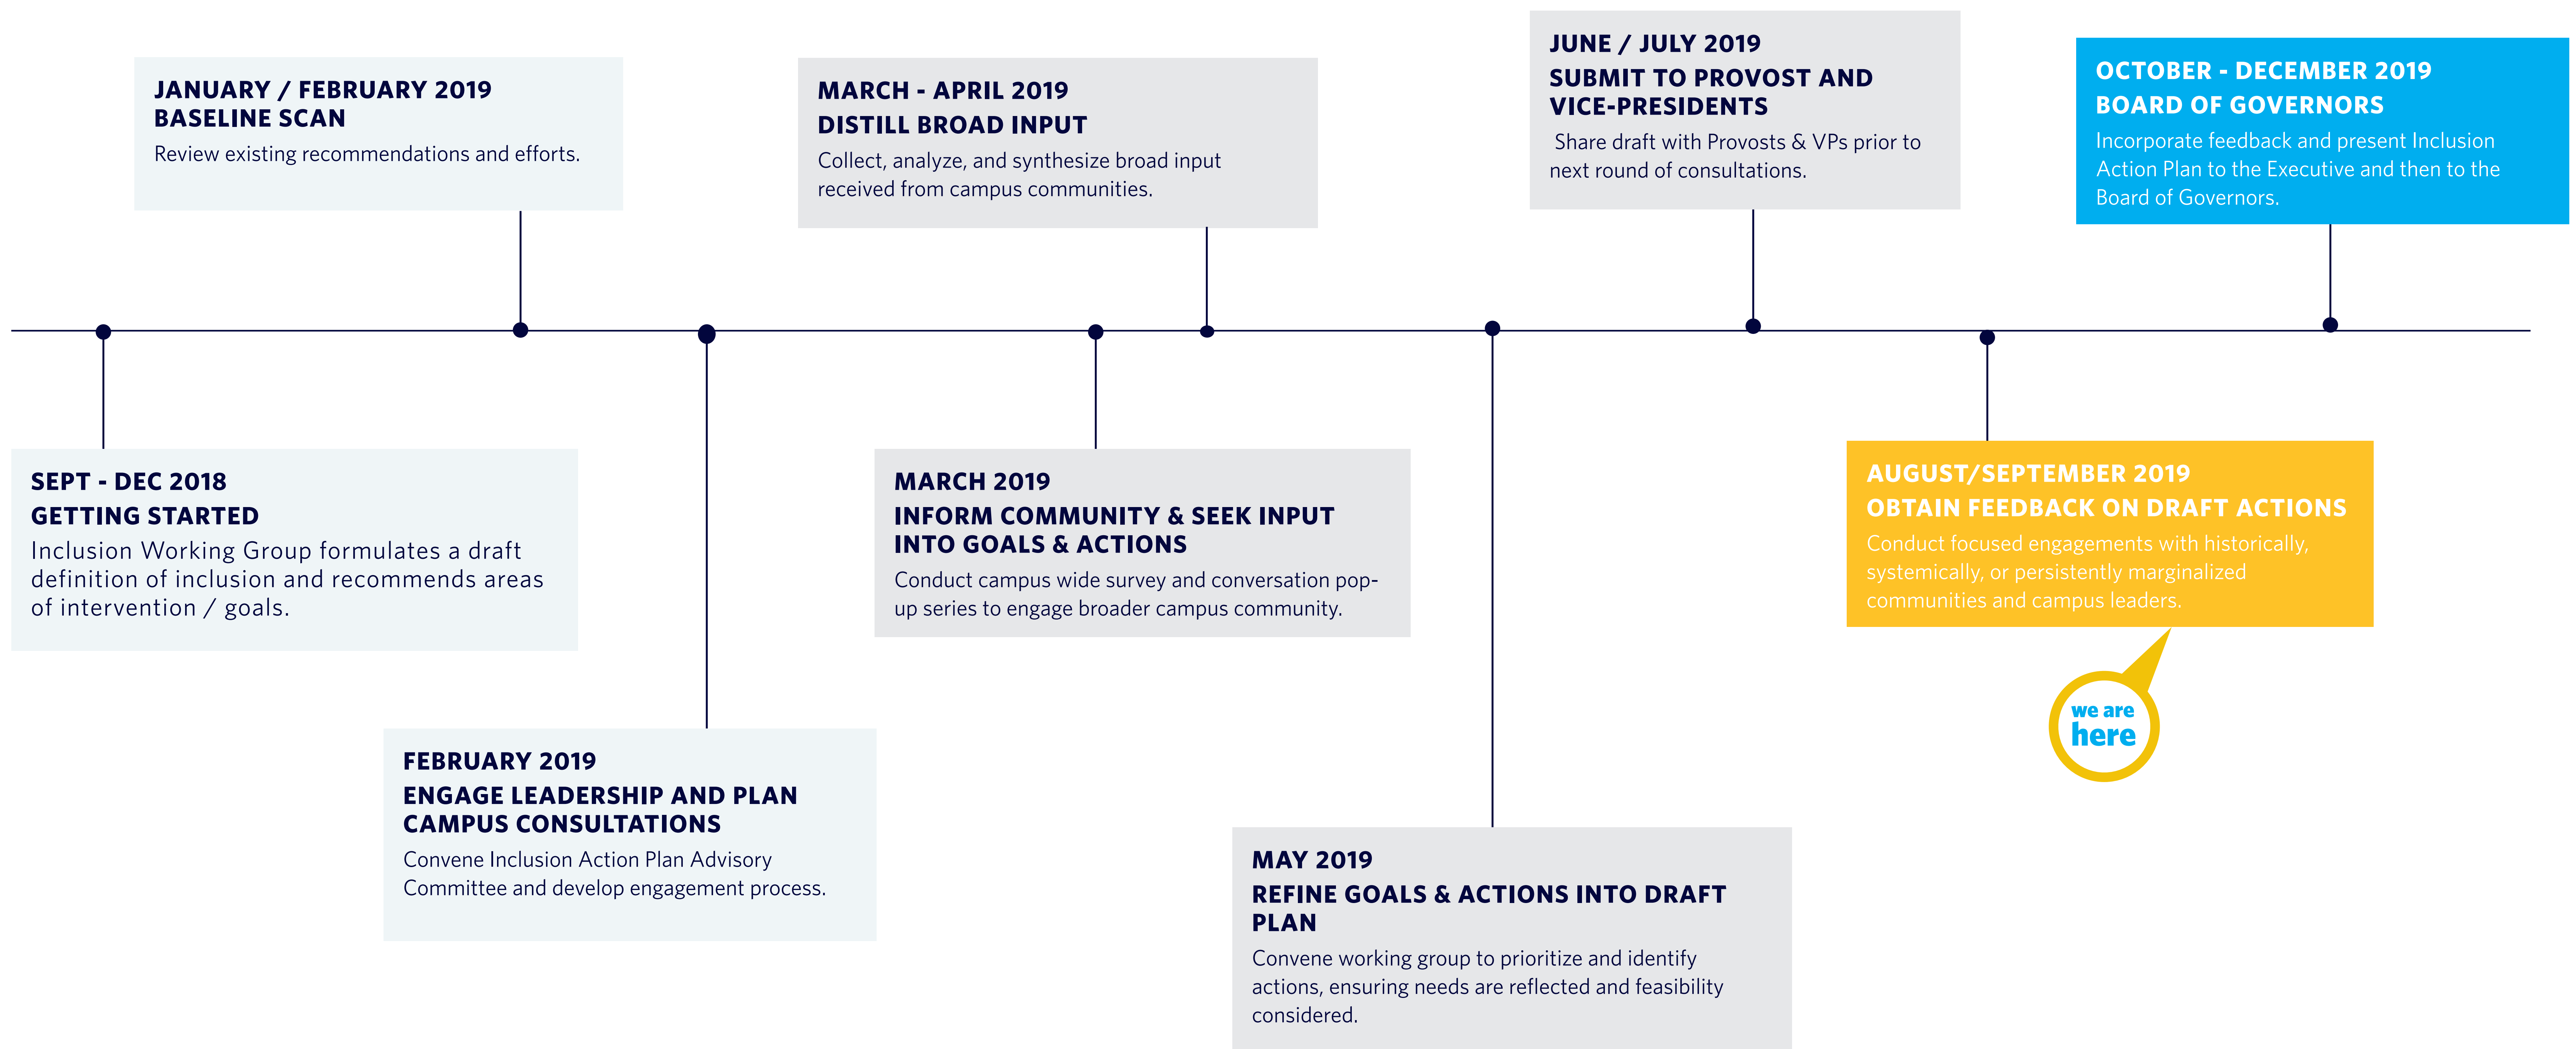 JANUARY / FEBRUARY 2019
BASELINE SCAN
Review existing recommendations and efforts.
MARCH - APRIL 2019
DISTILL BROAD INPUT
Collect, analyze, and synthesize broad input
received from campus communities.
JUNE / JULY 2019
SUBMIT TO PROVOST AND
VICE-PRESIDENTS
Share draft with Provosts & VPs prior to
next round of consultations.
OCTOBER - DECEMBER 2019
BOARD OF GOVERNORS
Incorporate feedback and present Inclusion
Action Plan to the Executive and then to the
Board of Governors.
SEPT - DEC 2018
GETTING STARTED
Inclusion Working Group formulates a draft
definition of inclusion and recommends areas
of intervention / goals.
FEBRUARY 2019
ENGAGE LEADERSHIP AND PLAN
CAMPUS CONSULTATIONS
Convene Inclusion Action Plan Advisory
Committee and develop engagement process.
MARCH 2019
INFORM COMMUNITY & SEEK INPUT
INTO GOALS & ACTIONS
Conduct campus wide survey and conversation pop-
up series to engage broader campus community.
MAY 2019
REFINE GOALS & ACTIONS INTO DRAFT
PLAN
Convene working group to prioritize and identify
actions, ensuring needs are reflected and feasibility
considered.
AUGUST/SEPTEMBER 2019
OBTAIN FEEDBACK ON DRAFT ACTIONS
Conduct focused engagements with historically,
systemically, or persistently marginalized
communities and campus leaders.
we are
here